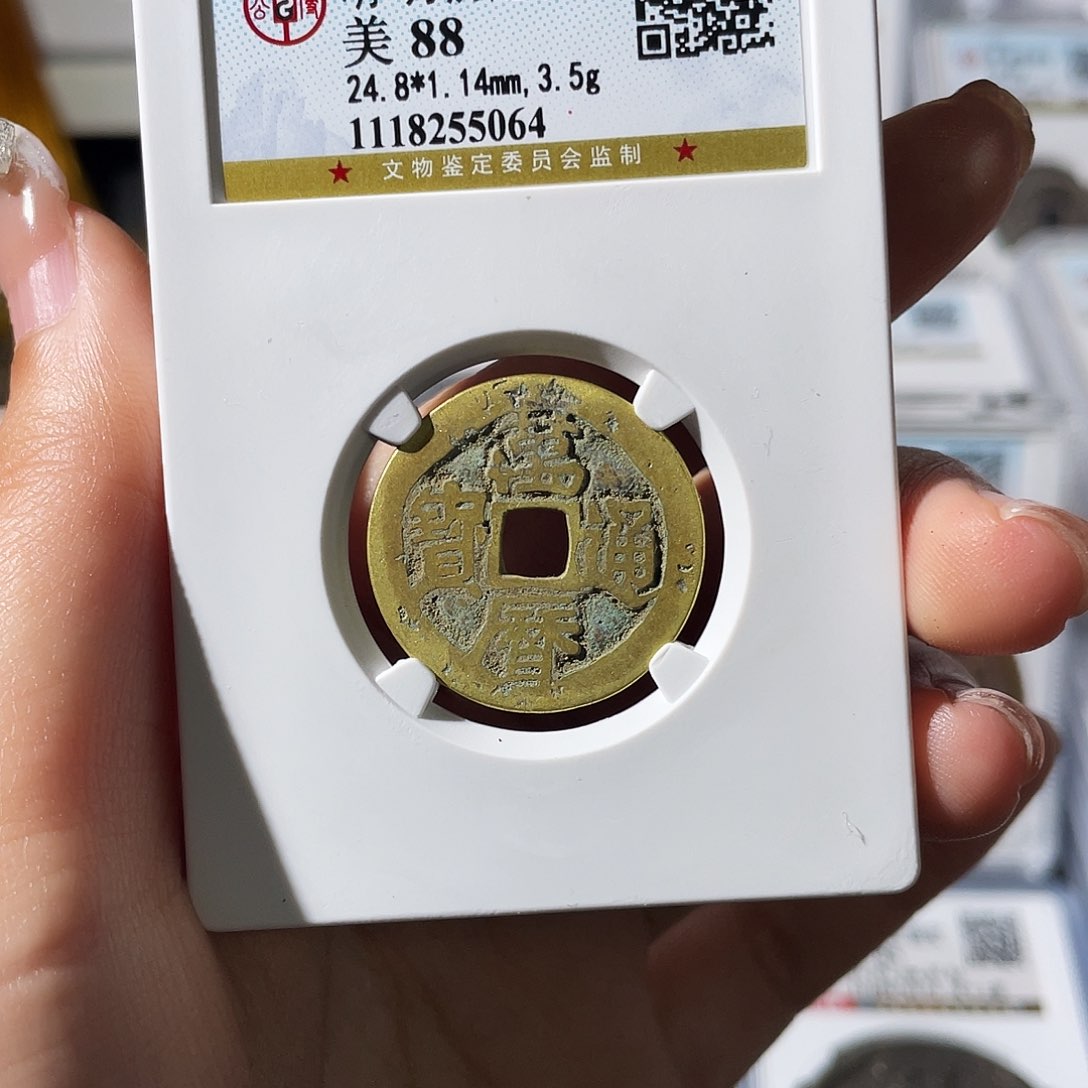 美 88
24.8*1.14mm, 3.5g
1118255064
★ 文物鉴定委员会监制 ★
萬曆通寶